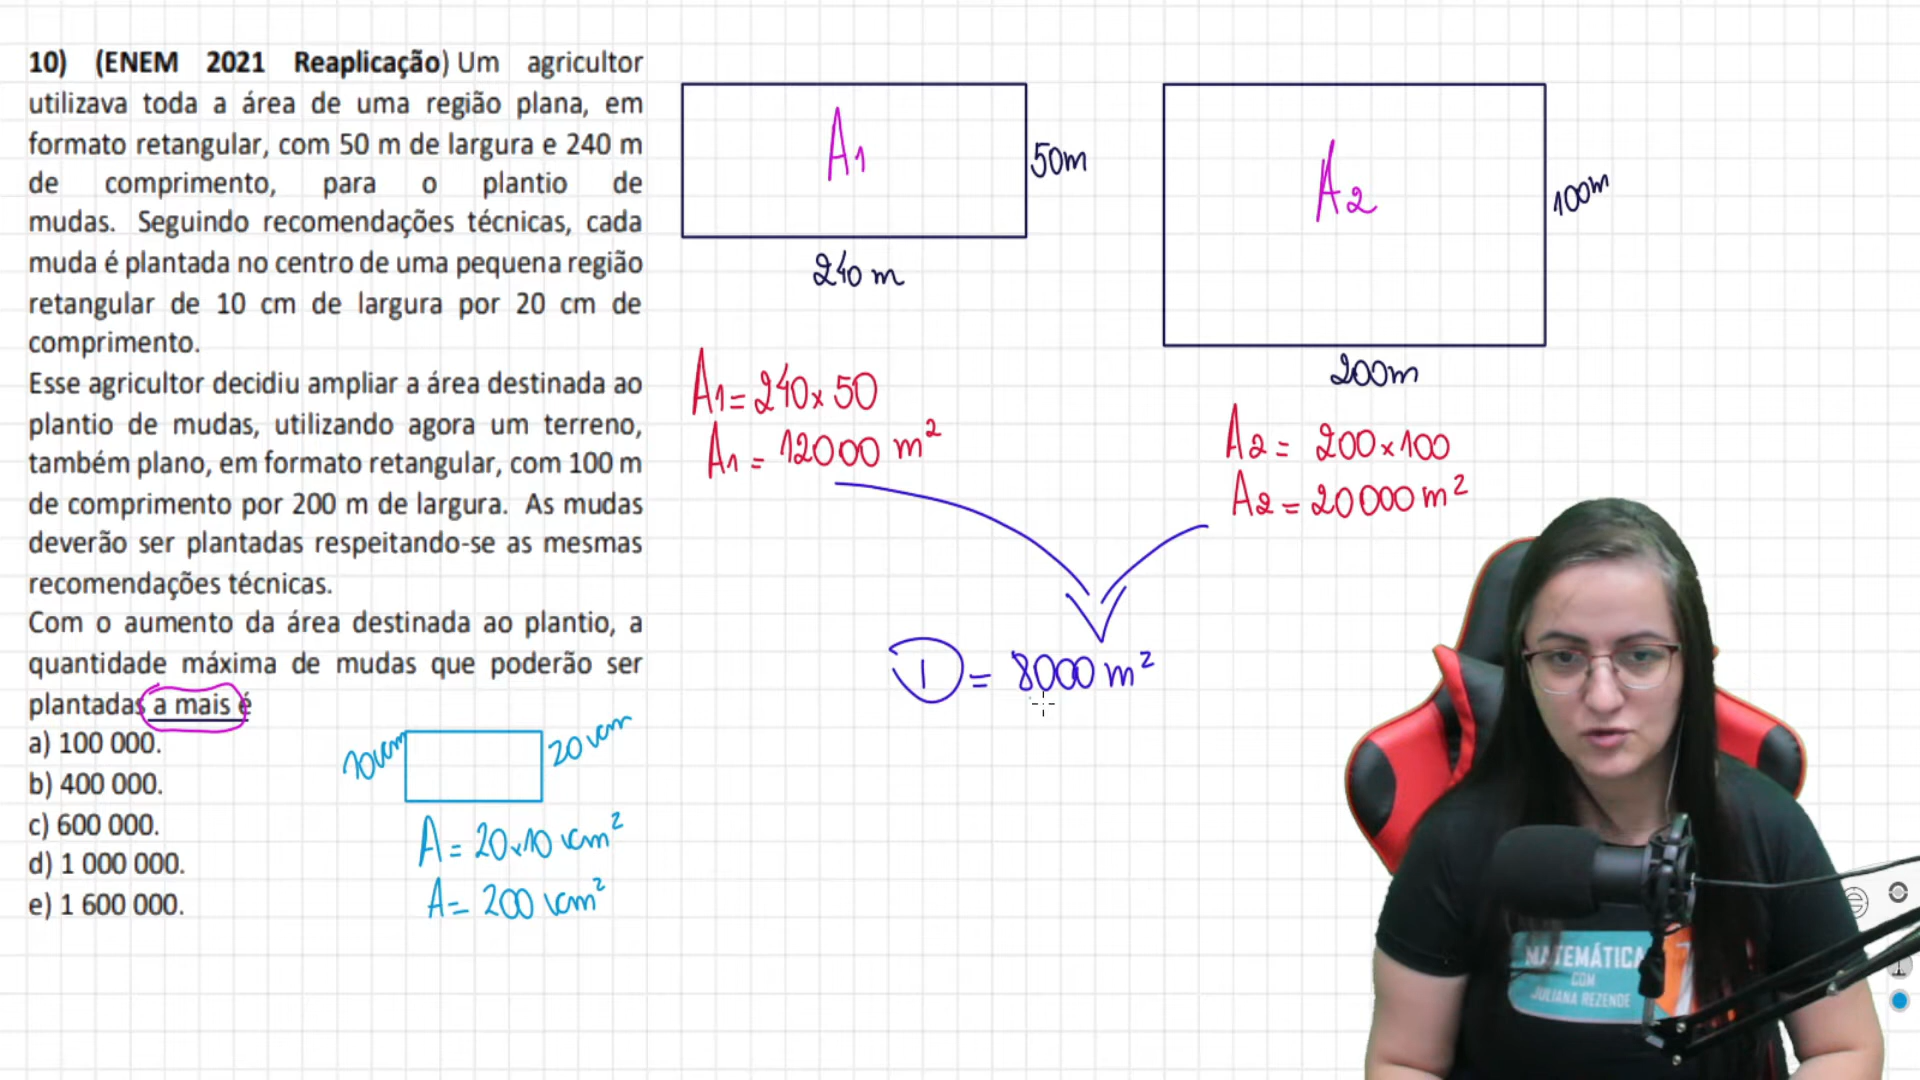 10) (ENEM 2021 Reaplicação) Um agricultor
utilizava toda a área de uma região plana, em
formato retangular, com 50 m de largura e 240 m
de comprimento, para o plantio de
mudas. Seguindo recomendações técnicas, cada
muda é plantada no centro de uma pequena região
retangular de 10 cm de largura por 20 cm de
comprimento.
Esse agricultor decidiu ampliar a área destinada ao
plantio de mudas, utilizando agora um terreno,
também plano, em formato retangular, com 100 m
de comprimento por 200 m de largura. As mudas
deverão ser plantadas respeitando-se as mesmas
recomendações técnicas.
Com o aumento da área destinada ao plantio, a
quantidade máxima de mudas que poderão ser
plantadas a mais é
a) 100 000.
b) 400 000.
c) 600 000.
d) 1 000 000.
e) 1 600 000.
10cm
20cm
A = 20x10 cm²
A = 200 cm²
A1
50m
240 m
A1 = 240x50
A1 = 12000 m²
A2
100m
200m
A2 = 200x100
A2 = 20000 m²
D = 8000 m²
MATEMÁTICA
COM
JULIANA REZENDE